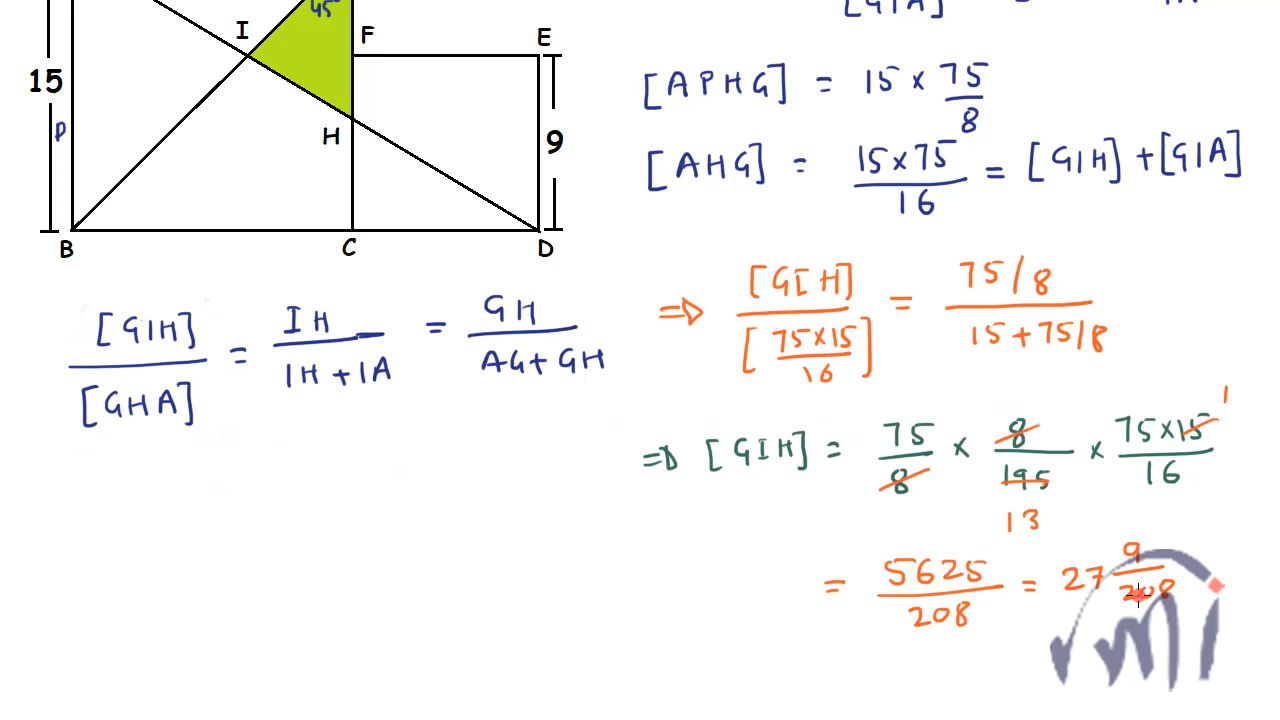 [GIA]
45
I
F
E
15
P
H
9
B
C
D
[APHG] = 15 × 75/8
[AHG] = 15×75/16 = [GIH] + [GIA]
[GIH]/[GHA] = IH/IH + IA = GH/AG + GH
⇒ [GIH]/[75×15/16] = 75/8/15+75/8
⇒ [GIH] = 75/8 × 8/195 × 75×15/16
1
13
= 5625/208 = 27 9/208
rmi